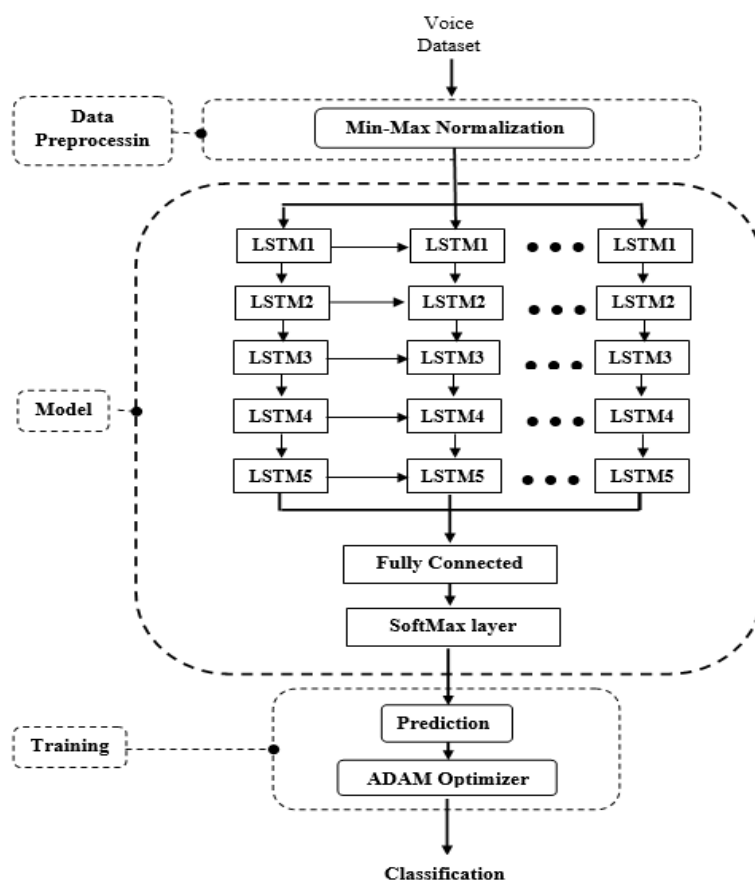 Voice
Dataset
Data
Preprocessin
Min-Max Normalization
LSTM1 LSTM1 LSTM1
LSTM2 LSTM2 LSTM2
LSTM3 LSTM3 LSTM3
Model
LSTM4 LSTM4 LSTM4
LSTM5 LSTM5 LSTM5
Fully Connected
SoftMax layer
Prediction
Training
ADAM Optimizer
Classification